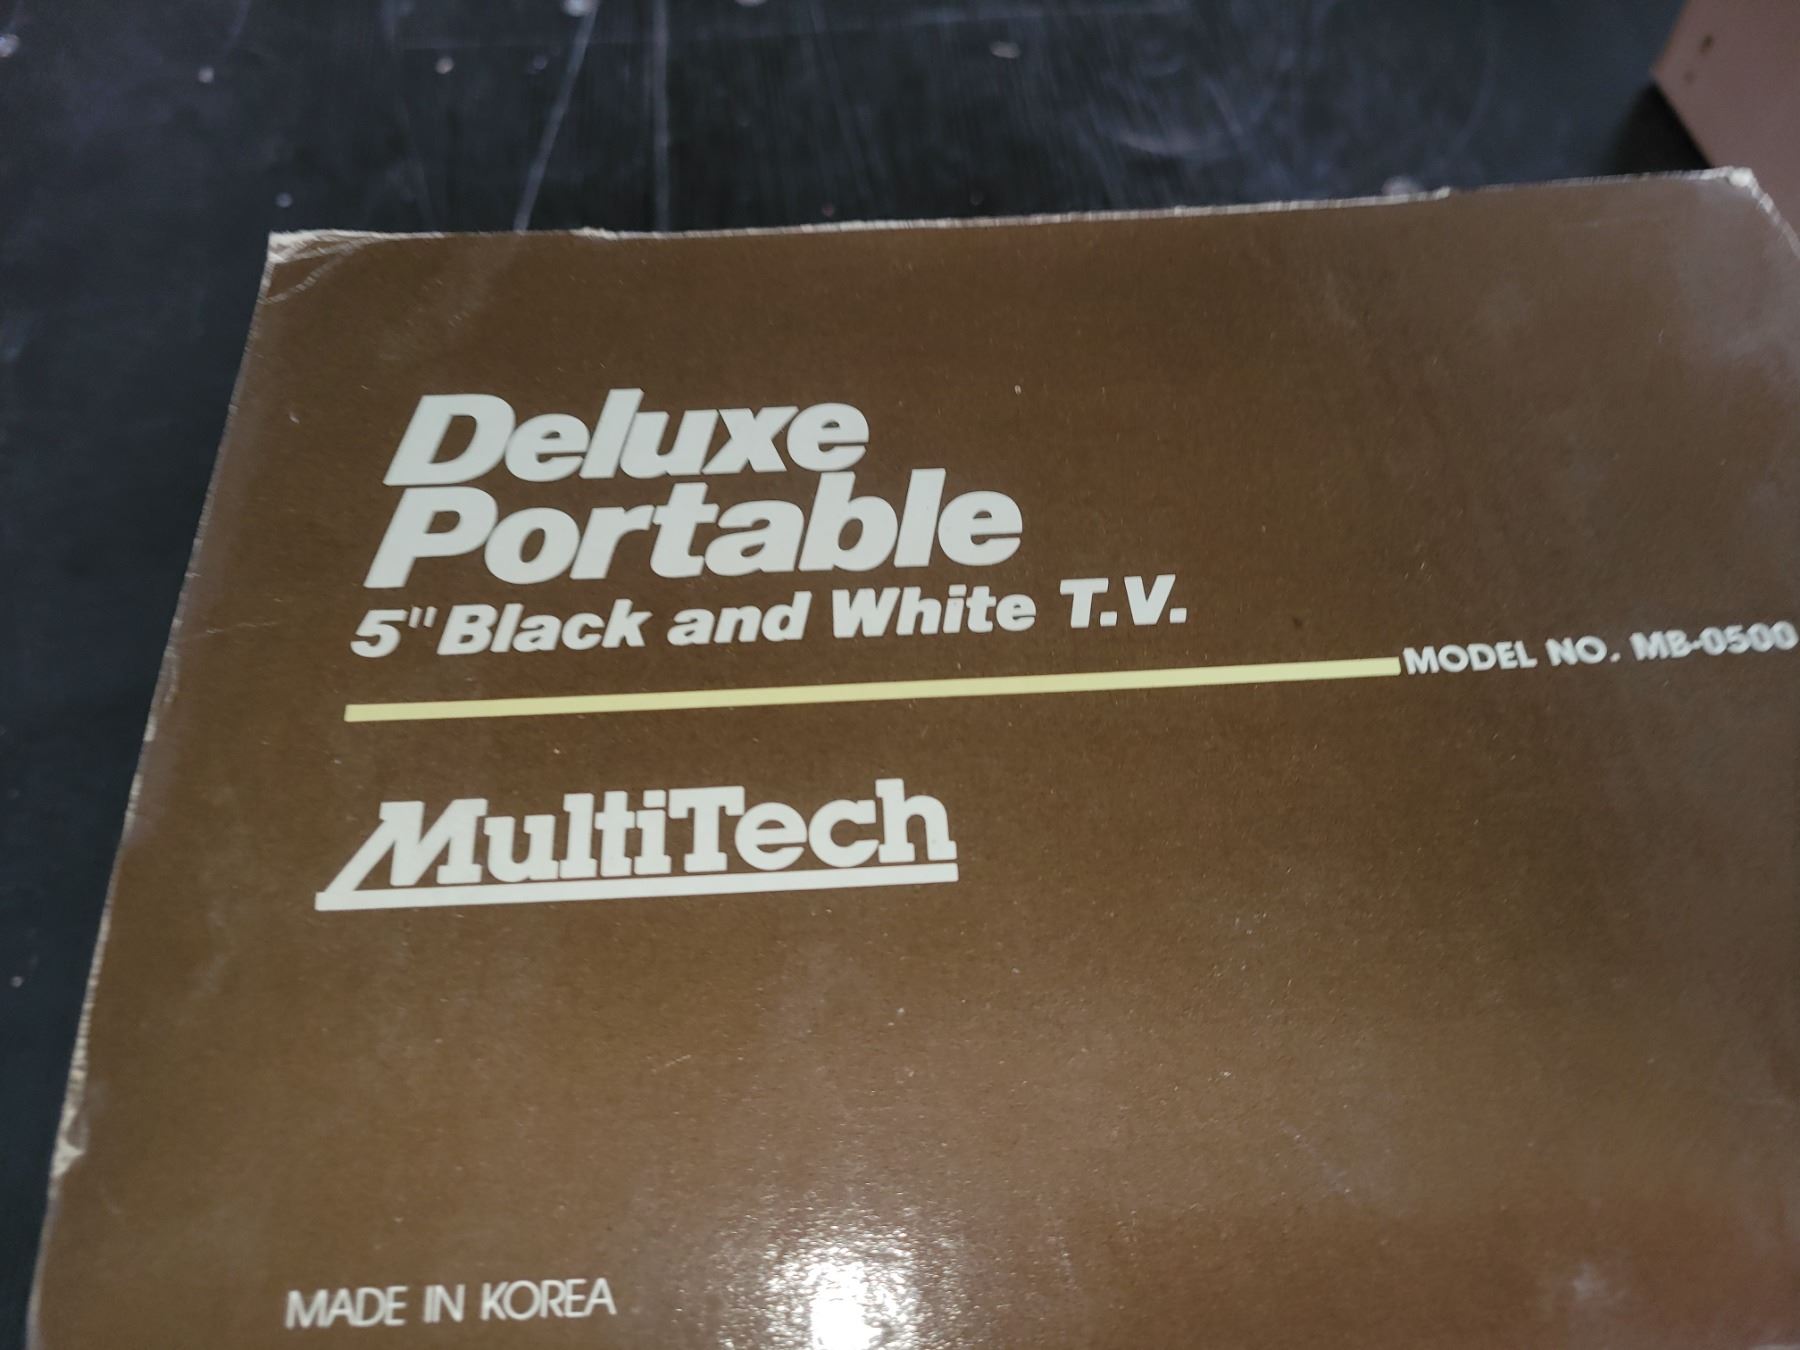 Deluxe
Portable
5" Black and White T.V.
MODEL NO. MB-0500
MultiTech
MADE IN KOREA